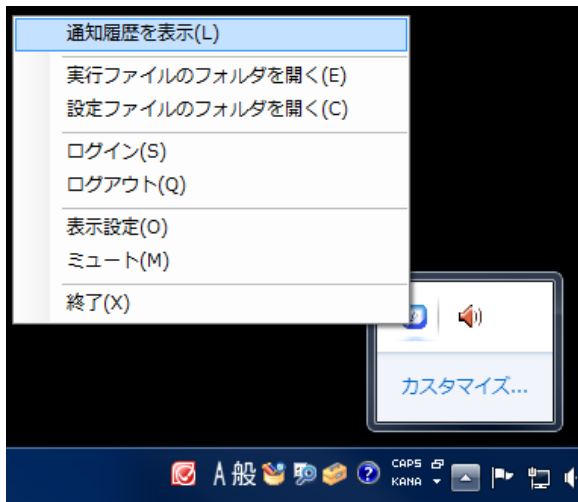 通知履歴を表示(L)
実行ファイルのフォルダを開く(E)
設定ファイルのフォルダを開く(C)
ログイン(S)
ログアウト(Q)
表示設定(O)
ミュート(M)
終了(X)
カスタマイズ...
A 般
CAPS
KANA